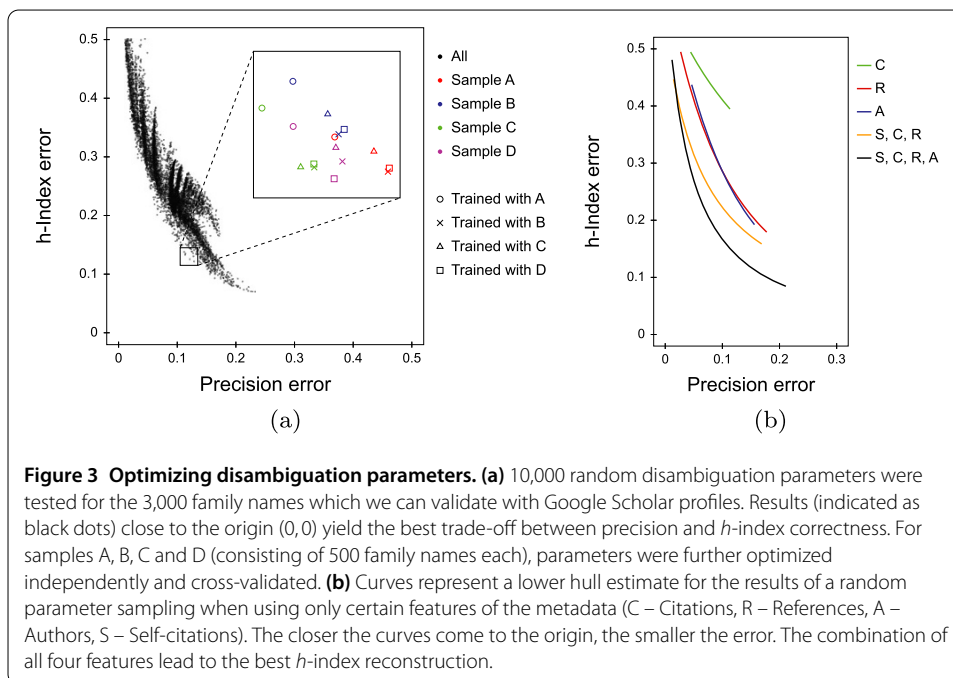 h-Index error
0.5
0.4
0.3
0.2
0.1
0
0
0.1
0.2
0.3
0.4
0.5
Precision error
All
Sample A
Sample B
Sample C
Sample D
Trained with A
Trained with B
Trained with C
Trained with D
(a)
h-Index error
0.5
0.4
0.3
0.2
0.1
0
0
0.1
0.2
0.3
Precision error
C
R
A
S, C, R
S, C, R, A
(b)
Figure 3 Optimizing disambiguation parameters. (a) 10,000 random disambiguation parameters were
tested for the 3,000 family names which we can validate with Google Scholar profiles. Results (indicated as
black dots) close to the origin (0, 0) yield the best trade-off between precision and h-index correctness. For
samples A, B, C and D (consisting of 500 family names each), parameters were further optimized
independently and cross-validated. (b) Curves represent a lower hull estimate for the results of a random
parameter sampling when using only certain features of the metadata (C – Citations, R – References, A –
Authors, S – Self-citations). The closer the curves come to the origin, the smaller the error. The combination of
all four features lead to the best h-index reconstruction.